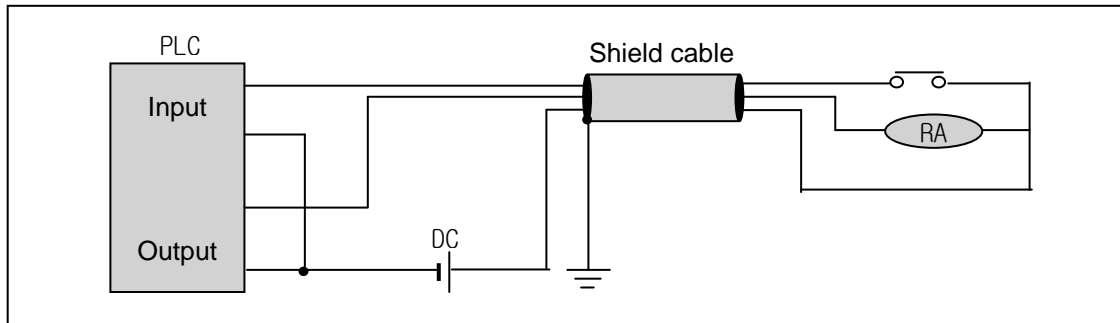 PLC
Shield cable
Input
RA
Output
DC